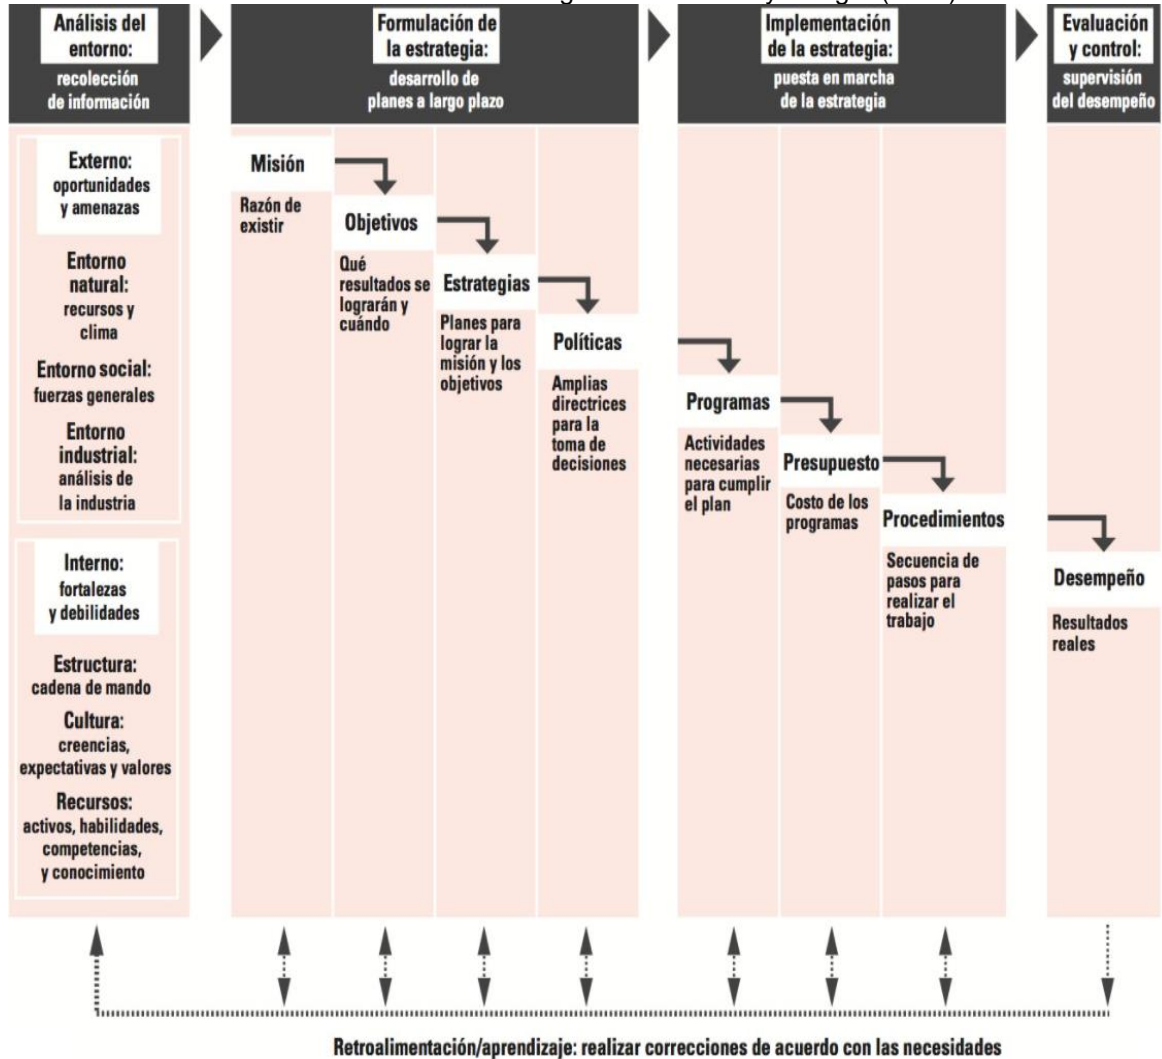 Análisis del
entorno:
recolección
de información
Formulación de
la estrategia:
desarrollo de
planes a largo plazo
Implementación
de la estrategia:
puesta en marcha
de la estrategia
Evaluación
y control:
supervisión
del desempeño
Externo:
oportunidades
y amenazas
Entorno
natural:
recursos y
clima
Entorno social:
fuerzas generales
Entorno
industrial:
análisis de
la industria
Interno:
fortalezas
y debilidades
Estructura:
cadena de mando
Cultura:
creencias,
expectativas y valores
Recursos:
activos, habilidades,
competencias,
y conocimiento
Misión
Razón de
existir
Objetivos
Qué
resultados se
lograrán y
cuándo
Estrategias
Planes para
lograr la
misión y los
objetivos
Políticas
Amplias
directrices
para la
toma de
decisiones
Programas
Actividades
necesarias
para cumplir
el plan
Presupuesto
Costo de los
programas
Procedimientos
Secuencia de
pasos para
realizar el
trabajo
Desempeño
Resultados
reales
Retroalimentación/aprendizaje: realizar correcciones de acuerdo con las necesidades